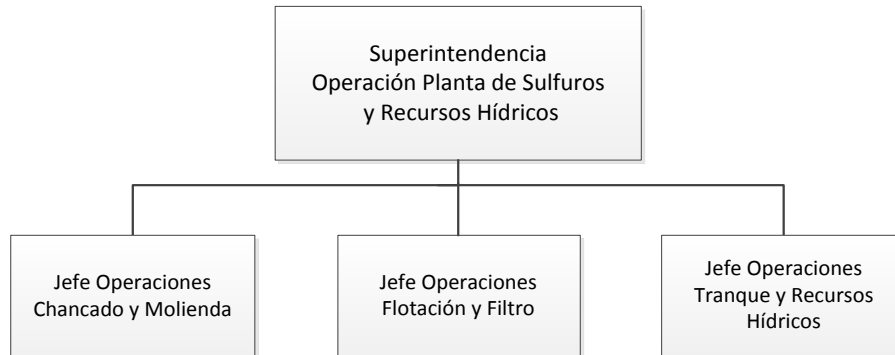 Superintendencia
Operación Planta de Sulfuros
y Recursos Hídricos
Jefe Operaciones
Chancado y Molienda
Jefe Operaciones
Flotación y Filtro
Jefe Operaciones
Tranque y Recursos
Hídricos